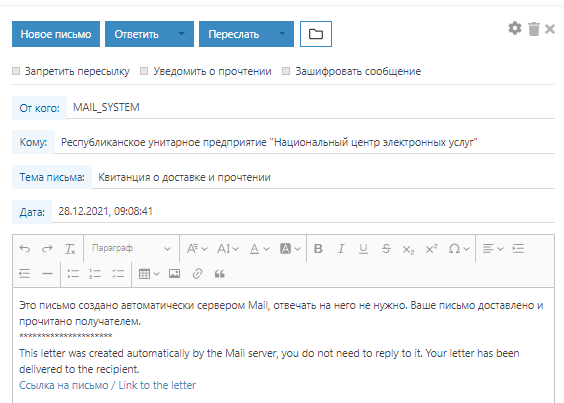 Новое письмо Ответить Переслать
Запретить пересылку Уведомить о прочтении Зашифровать сообщение
От кого: MAIL_SYSTEM
Кому: Республиканское унитарное предприятие "Национальный центр электронных услуг"
Тема письма: Квитанция о доставке и прочтении
Дата: 28.12.2021, 09:08:41
Параграф B I U S x₂ x² Ω
Это письмо создано автоматически сервером Mail, отвечать на него не нужно. Ваше письмо доставлено и
прочитано получателем.
*********************
This letter was created automatically by the Mail server, you do not need to reply to it. Your letter has been
delivered to the recipient.
Ссылка на письмо / Link to the letter